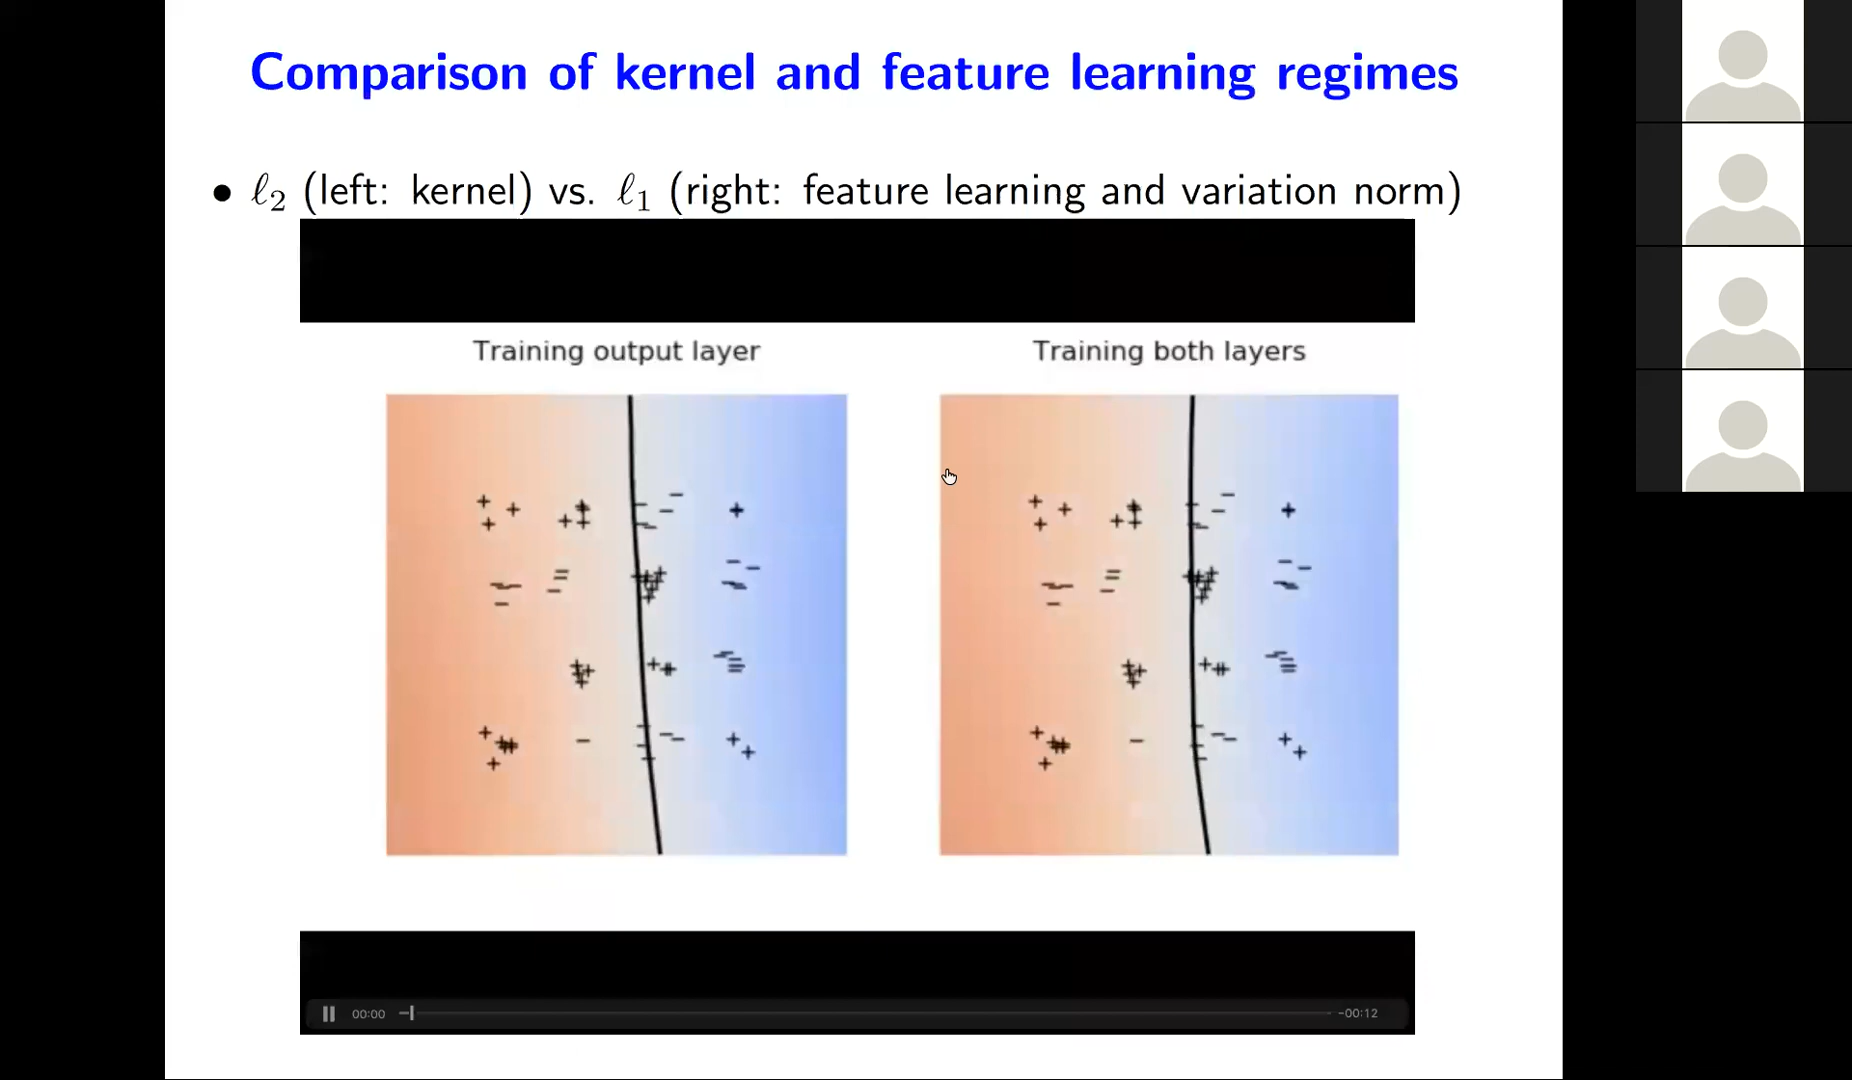 Comparison of kernel and feature learning regimes
• ℓ₂ (left: kernel) vs. ℓ₁ (right: feature learning and variation norm)
Training output layer
Training both layers
00:00
-00:12